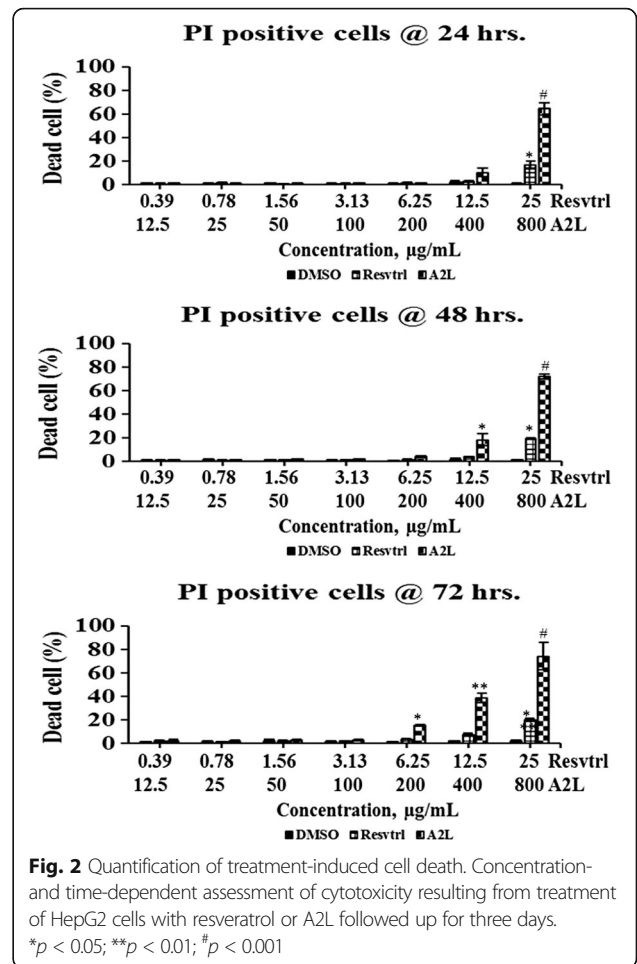 PI positive cells @ 24 hrs.
Dead cell (%)
100
80
60
40
20
0
* #
0.39 0.78 1.56 3.13 6.25 12.5 25 Resvtrl
12.5 25 50 100 200 400 800 A2L
Concentration, µg/mL
DMSO Resvtrl A2L
PI positive cells @ 48 hrs.
Dead cell (%)
100
80
60
40
20
0
* * #
0.39 0.78 1.56 3.13 6.25 12.5 25 Resvtrl
12.5 25 50 100 200 400 800 A2L
Concentration, µg/mL
DMSO Resvtrl A2L
PI positive cells @ 72 hrs.
Dead cell (%)
100
80
60
40
20
0
* ** * #
0.39 0.78 1.56 3.13 6.25 12.5 25 Resvtrl
12.5 25 50 100 200 400 800 A2L
Concentration, µg/mL
DMSO Resvtrl A2L
Fig. 2 Quantification of treatment-induced cell death. Concentration-
and time-dependent assessment of cytotoxicity resulting from treatment
of HepG2 cells with resveratrol or A2L followed up for three days.
*p < 0.05; **p < 0.01; #p < 0.001